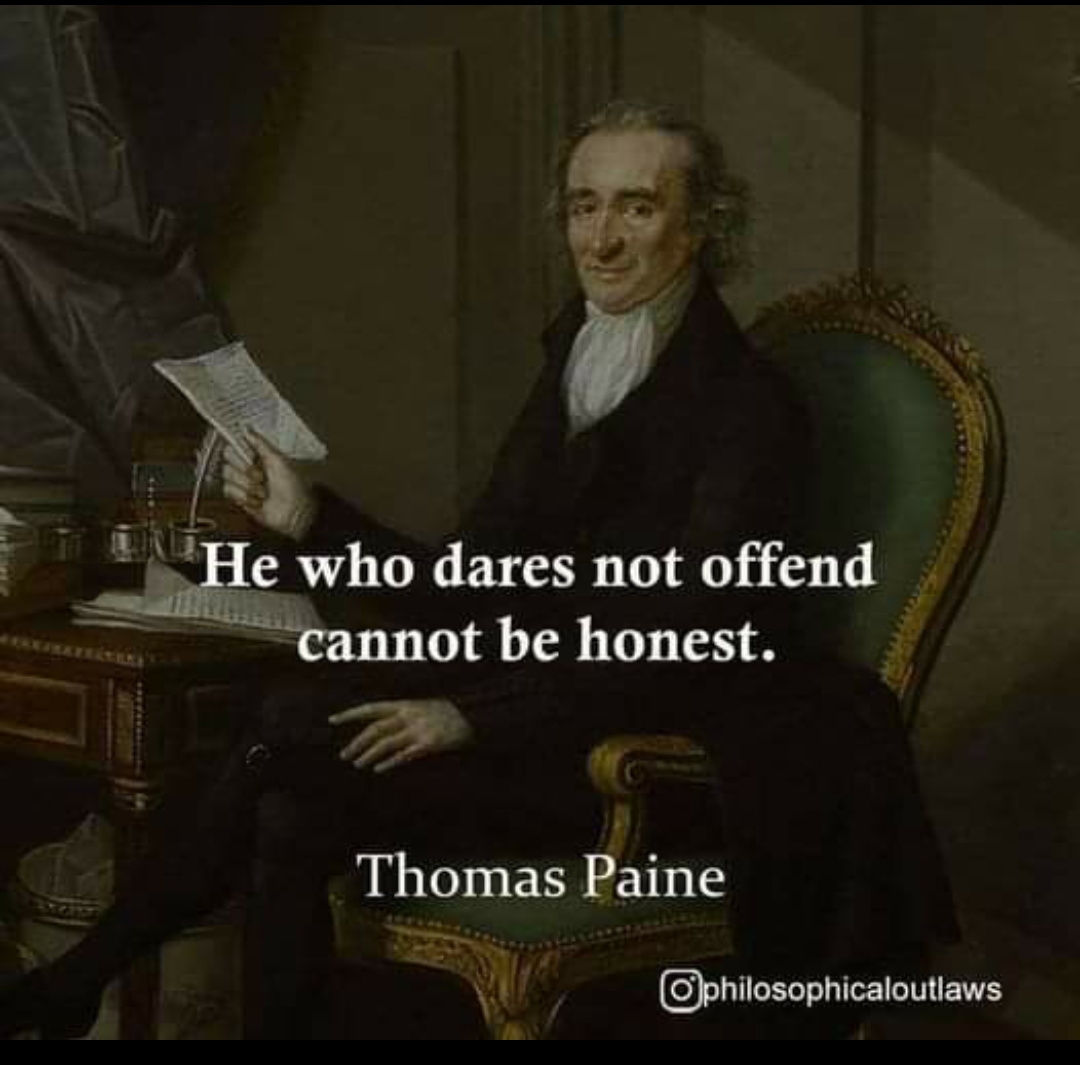 He who dares not offend
cannot be honest.
Thomas Paine
philosophicaloutlaws